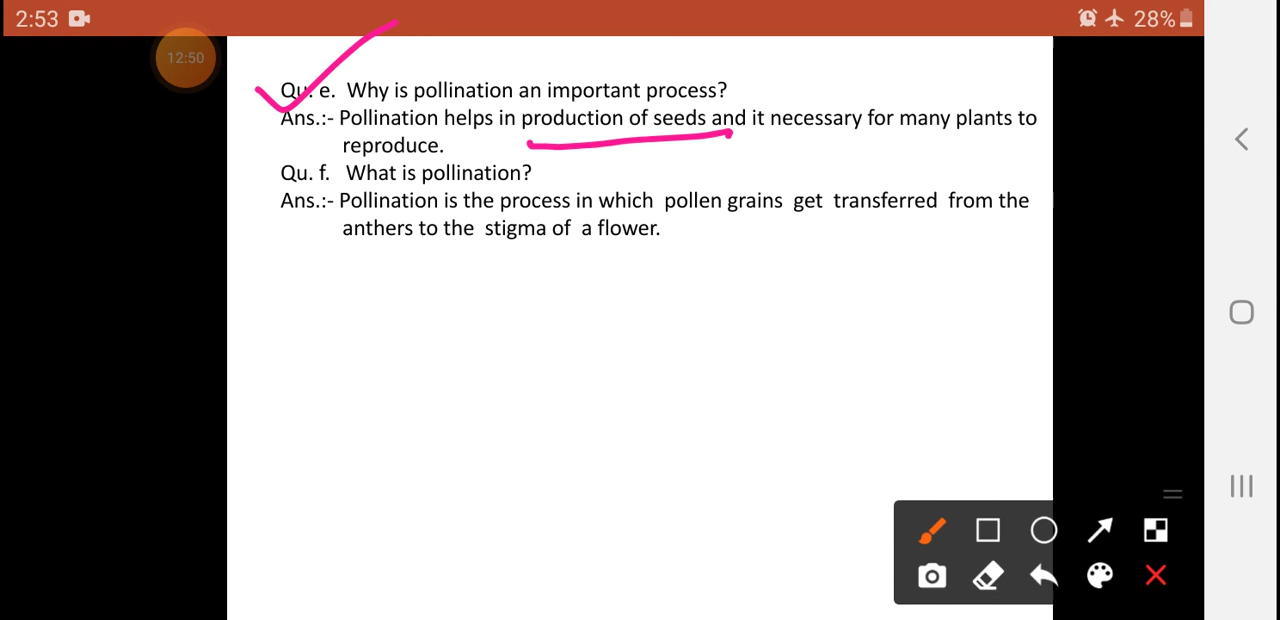 2:53 28%
12:50
Qu. e. Why is pollination an important process?
Ans.:- Pollination helps in production of seeds and it necessary for many plants to
reproduce.
Qu. f. What is pollination?
Ans.:- Pollination is the process in which pollen grains get transferred from the
anthers to the stigma of a flower.